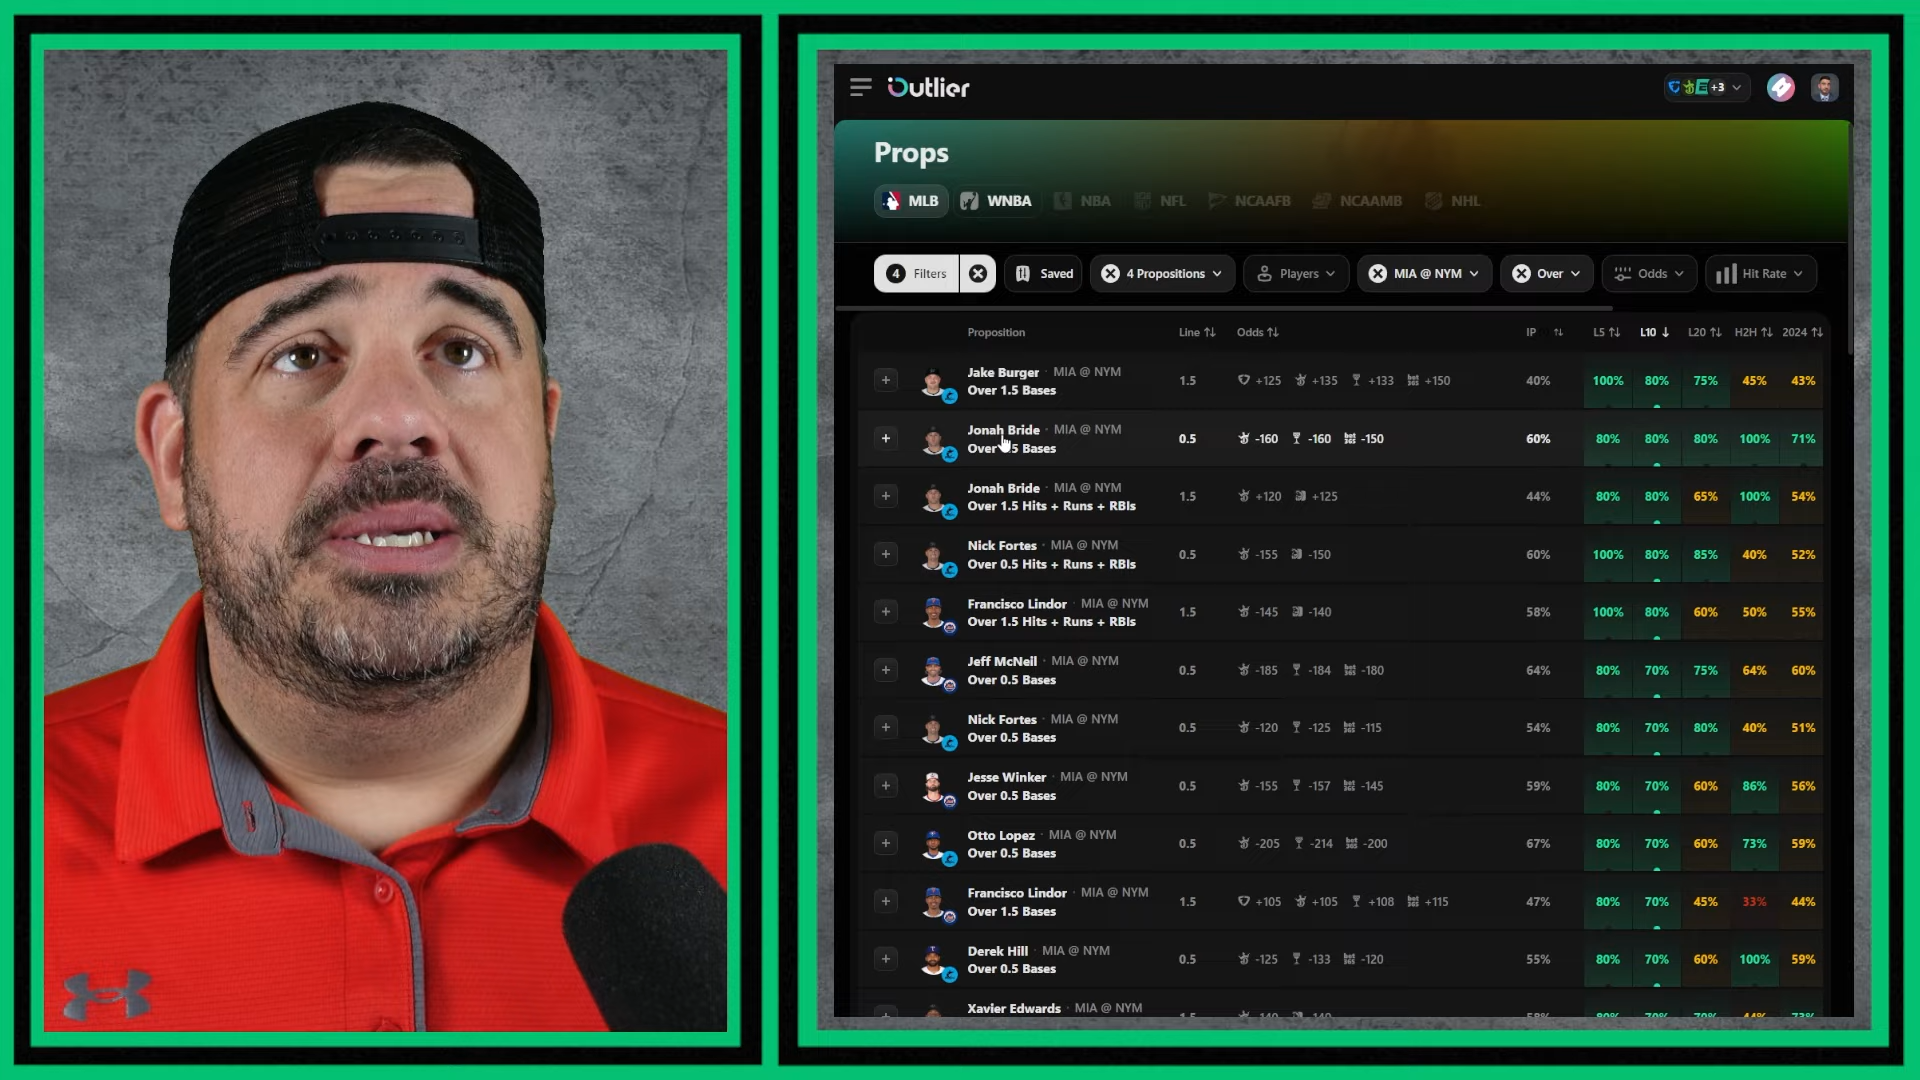 Outlier
+3
Props
MLB WNBA NBA NFL NCAAFB NCAAMB NHL
4 Filters Saved 4 Propositions Players MIA @ NYM Over Odds Hit Rate
Proposition Line Odds IP L5 L10 L20 H2H 2024
Jake Burger · MIA @ NYM
Over 1.5 Bases 1.5 +125 +135 +133 +150 40% 100% 80% 75% 45% 43%
Jonah Bride · MIA @ NYM
Over 5 Bases 0.5 -160 -160 -150 60% 80% 80% 80% 100% 71%
Jonah Bride · MIA @ NYM
Over 1.5 Hits + Runs + RBIs 1.5 +120 +125 44% 80% 80% 65% 100% 54%
Nick Fortes · MIA @ NYM
Over 0.5 Hits + Runs + RBIs 0.5 -155 -150 60% 100% 80% 85% 40% 52%
Francisco Lindor · MIA @ NYM
Over 1.5 Hits + Runs + RBIs 1.5 -145 -140 58% 100% 80% 60% 50% 55%
Jeff McNeil · MIA @ NYM
Over 0.5 Bases 0.5 -185 -184 -180 64% 80% 70% 75% 64% 60%
Nick Fortes · MIA @ NYM
Over 0.5 Bases 0.5 -120 -125 -115 54% 80% 70% 80% 40% 51%
Jesse Winker · MIA @ NYM
Over 0.5 Bases 0.5 -155 -157 -145 59% 80% 70% 60% 86% 56%
Otto Lopez · MIA @ NYM
Over 0.5 Bases 0.5 -205 -214 -200 67% 80% 70% 60% 73% 59%
Francisco Lindor · MIA @ NYM
Over 1.5 Bases 1.5 +105 +105 +108 +115 47% 80% 70% 45% 33% 44%
Derek Hill · MIA @ NYM
Over 0.5 Bases 0.5 -125 -133 -120 55% 80% 70% 60% 100% 59%
Xavier Edwards · MIA @ NYM